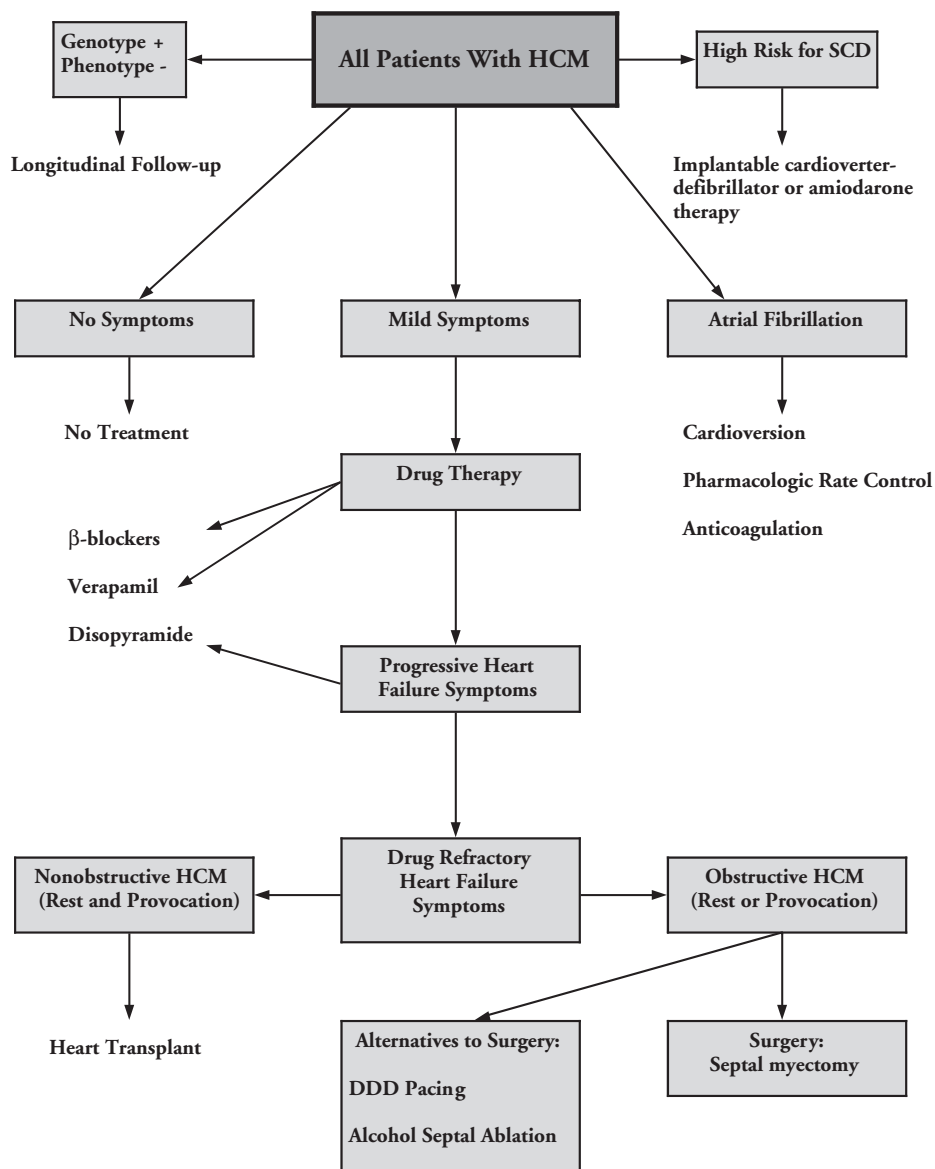 Genotype +
Phenotype -
All Patients With HCM
High Risk for SCD
Longitudinal Follow-up
Implantable cardioverter-
defibrillator or amiodarone
therapy
No Symptoms
Mild Symptoms
Atrial Fibrillation
No Treatment
Cardioversion
Pharmacologic Rate Control
Anticoagulation
Drug Therapy
β-blockers
Verapamil
Disopyramide
Progressive Heart
Failure Symptoms
Drug Refractory
Heart Failure
Symptoms
Nonobstructive HCM
(Rest and Provocation)
Obstructive HCM
(Rest or Provocation)
Heart Transplant
Alternatives to Surgery:
DDD Pacing
Alcohol Septal Ablation
Surgery:
Septal myectomy